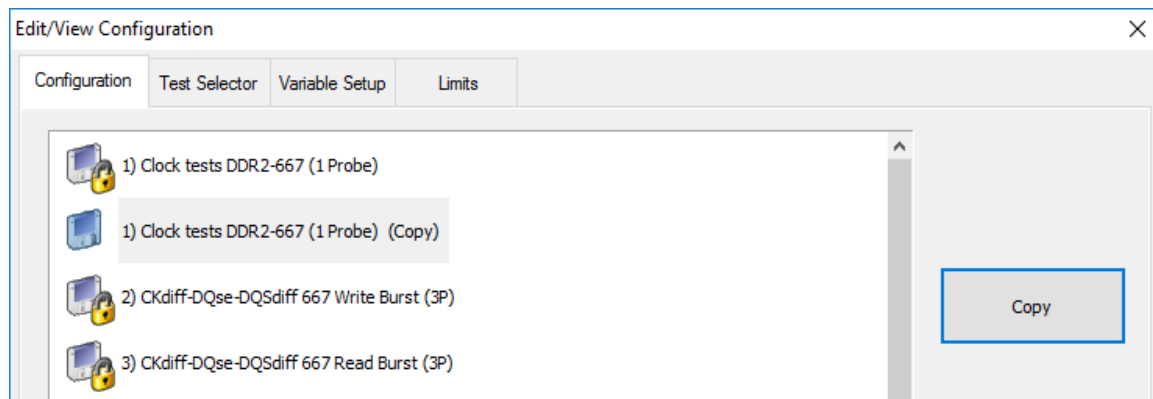 Edit/View Configuration
Configuration Test Selector Variable Setup Limits
1) Clock tests DDR2-667 (1 Probe)
1) Clock tests DDR2-667 (1 Probe) (Copy)
2) CKdiff-DQse-DQSdiff 667 Write Burst (3P)
Copy
3) CKdiff-DQse-DQSdiff 667 Read Burst (3P)